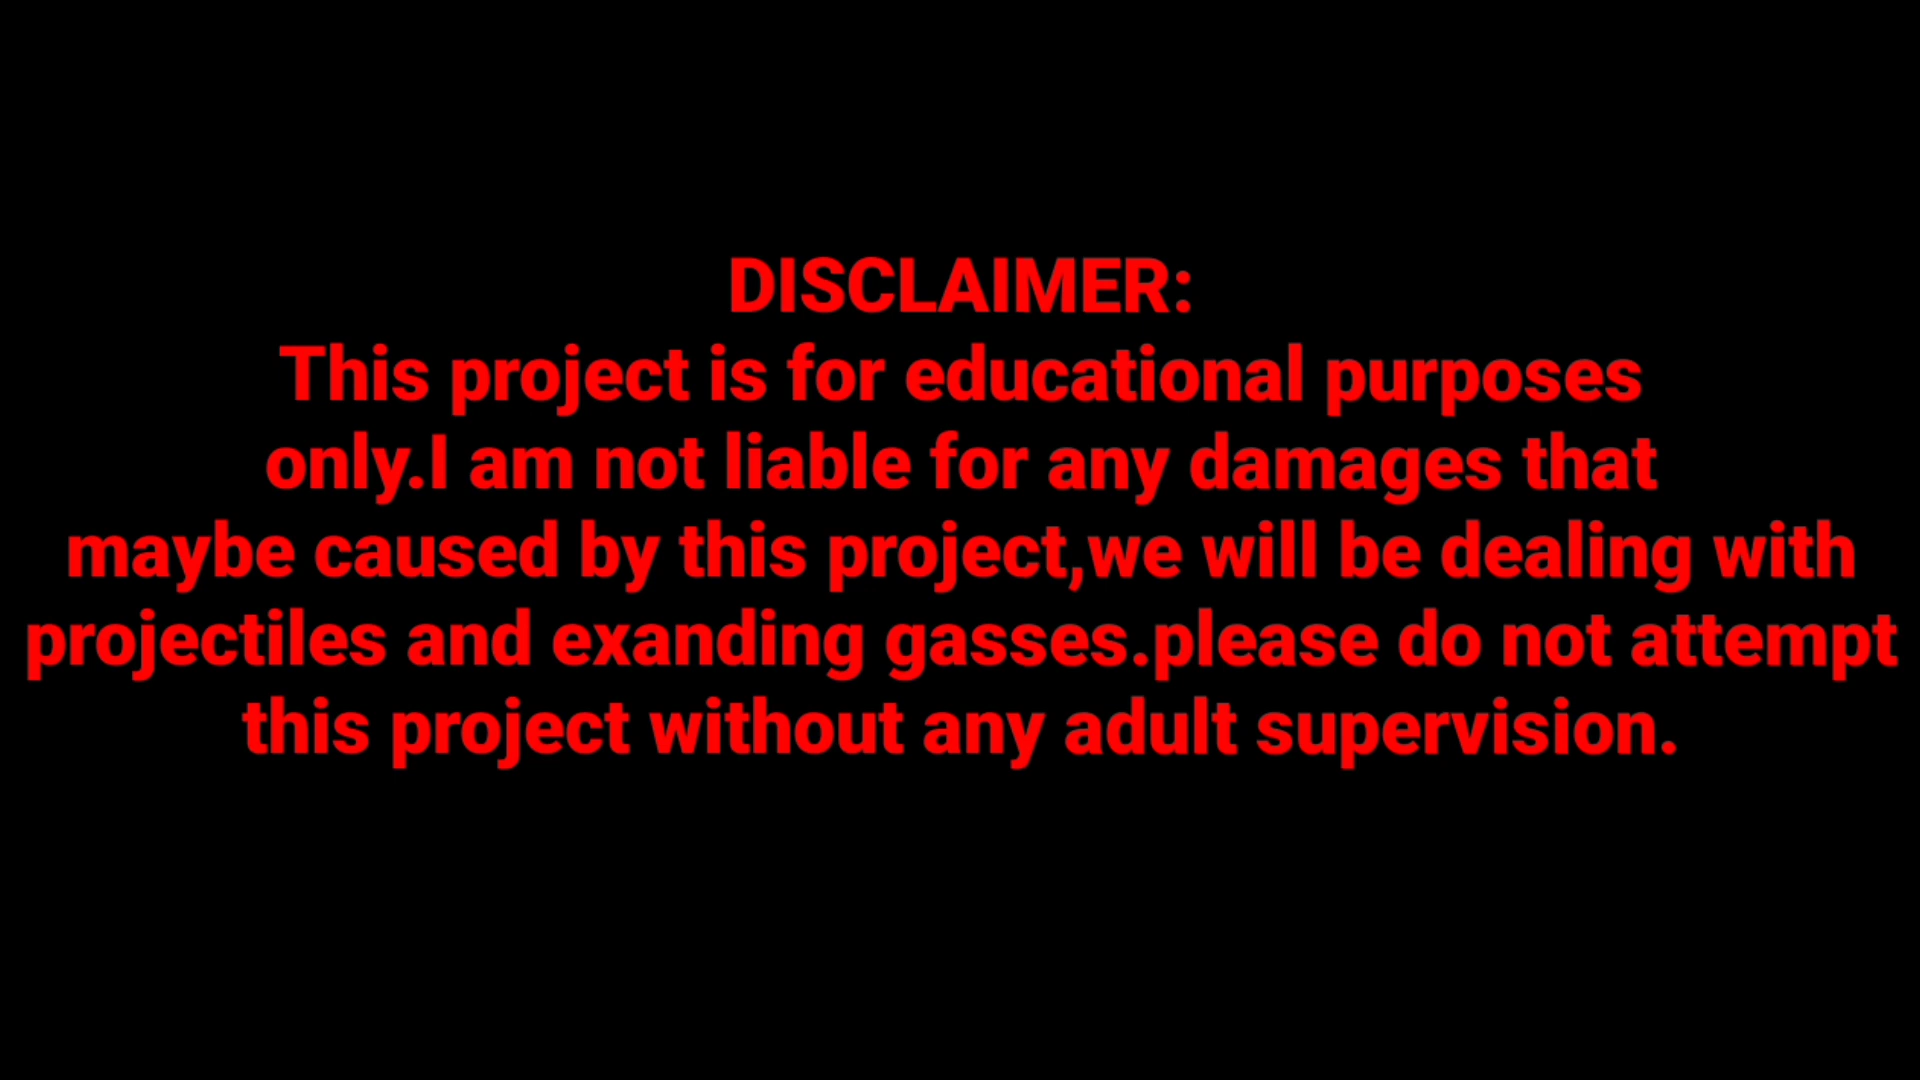 DISCLAIMER:
This project is for educational purposes
only.I am not liable for any damages that
maybe caused by this project,we will be dealing with
projectiles and exanding gasses.please do not attempt
this project without any adult supervision.